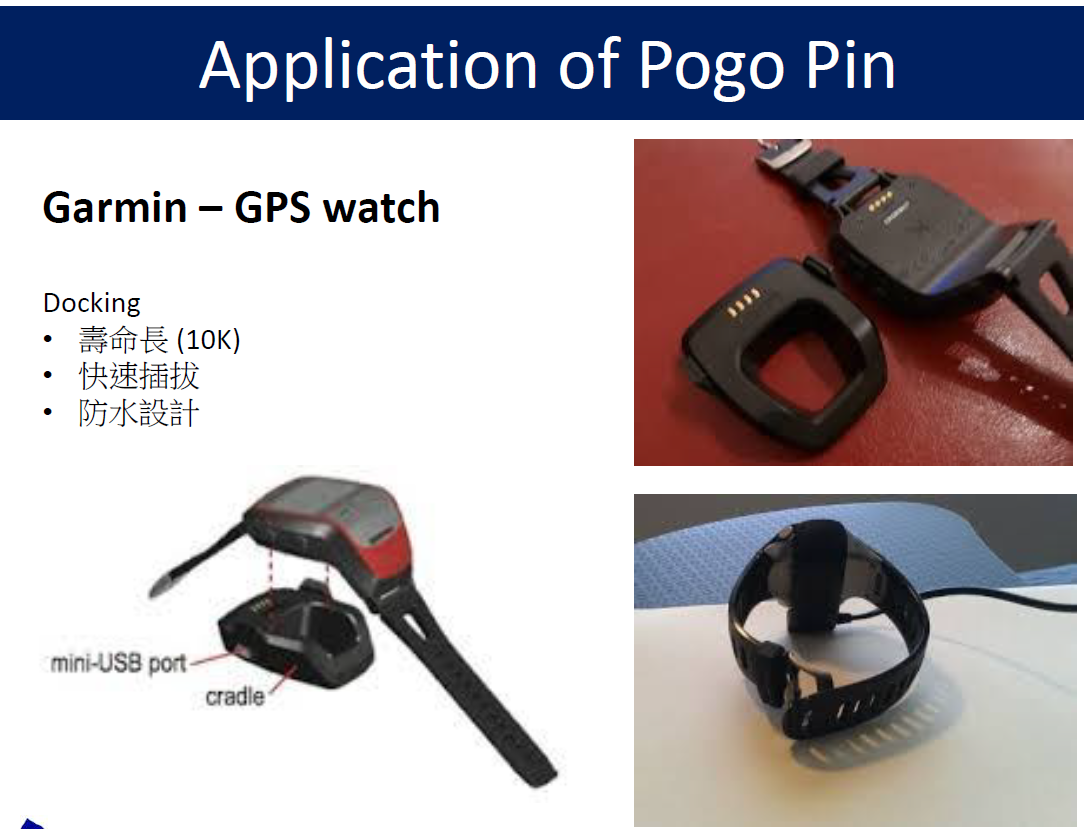 Application of Pogo Pin
Garmin – GPS watch
Docking
• 壽命長 (10K)
• 快速插拔
• 防水設計
mini-USB port
cradle